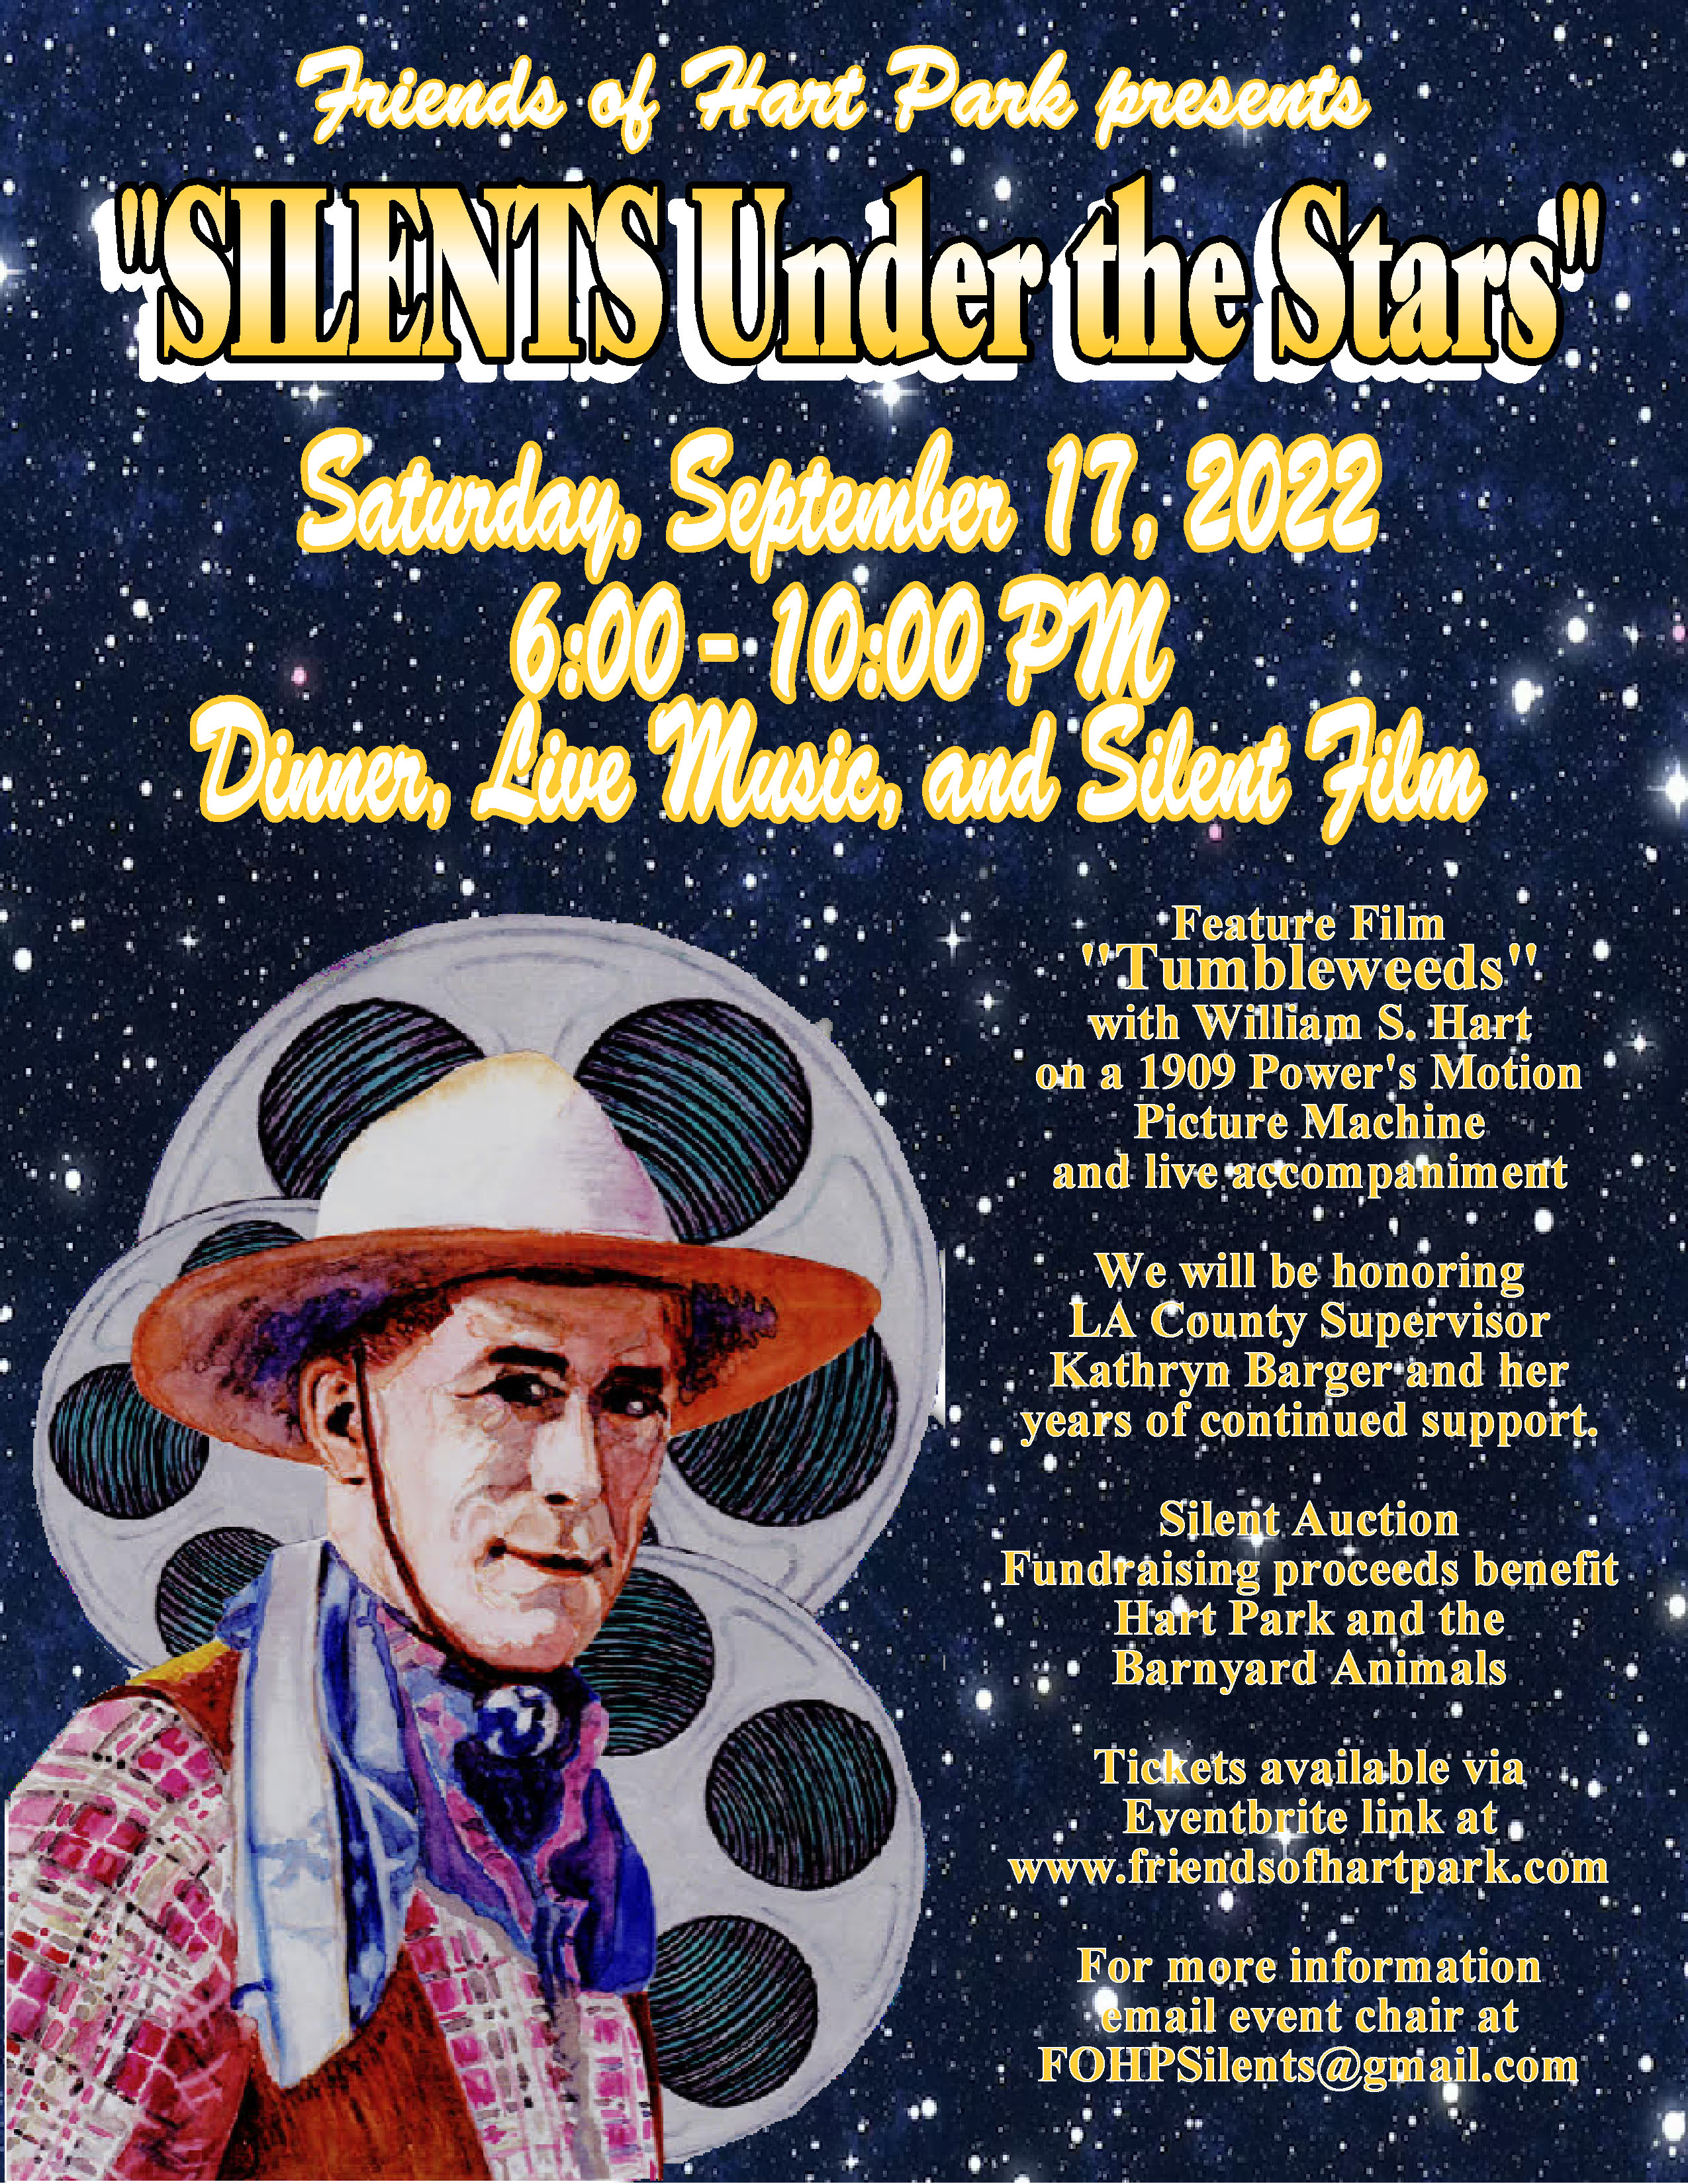 Friends of Hart Park presents
"SILENTS Under the Stars"
Saturday, September 17, 2022
6:00 - 10:00 PM
Dinner, Live Music, and Silent Film
Feature Film
"Tumbleweeds"
with William S. Hart
on a 1909 Power's Motion
Picture Machine
and live accompaniment
We will be honoring
LA County Supervisor
Kathryn Barger and her
years of continued support.
Silent Auction
Fundraising proceeds benefit
Hart Park and the
Barnyard Animals
Tickets available via
Eventbrite link at
www.friendsofhartpark.com
For more information
email event chair at
FOHPSilents@gmail.com